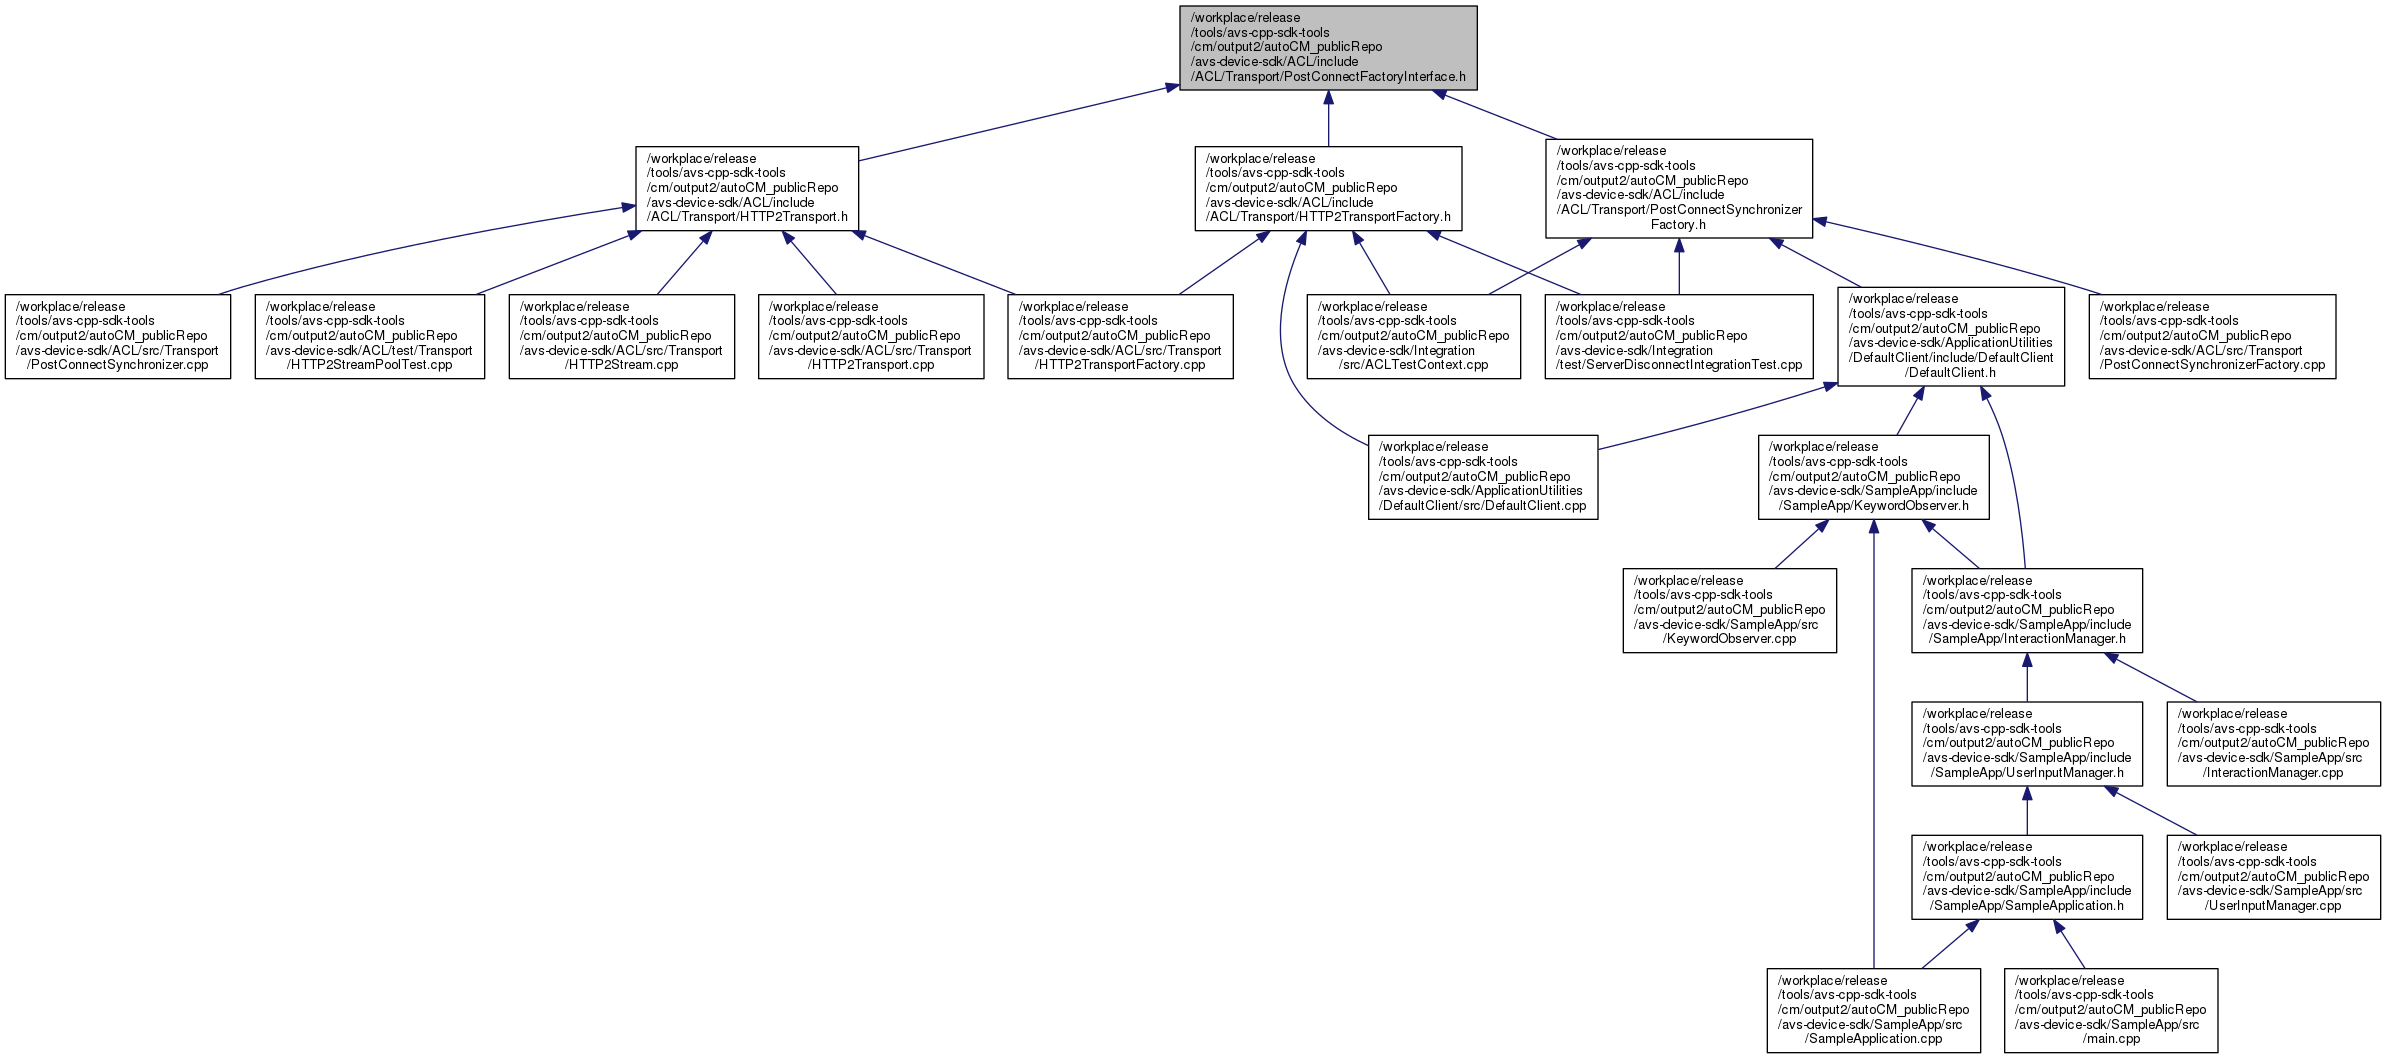 /workplace/release
/tools/avs-cpp-sdk-tools
/cm/output2/autoCM_publicRepo
/avs-device-sdk/ACL/include
/ACL/Transport/PostConnectFactoryInterface.h
/workplace/release
/tools/avs-cpp-sdk-tools
/cm/output2/autoCM_publicRepo
/avs-device-sdk/ACL/include
/ACL/Transport/HTTP2Transport.h
/workplace/release
/tools/avs-cpp-sdk-tools
/cm/output2/autoCM_publicRepo
/avs-device-sdk/ACL/include
/ACL/Transport/HTTP2TransportFactory.h
/workplace/release
/tools/avs-cpp-sdk-tools
/cm/output2/autoCM_publicRepo
/avs-device-sdk/ACL/include
/ACL/Transport/PostConnectSynchronizer
Factory.h
/workplace/release
/tools/avs-cpp-sdk-tools
/cm/output2/autoCM_publicRepo
/avs-device-sdk/ACL/src/Transport
/PostConnectSynchronizer.cpp
/workplace/release
/tools/avs-cpp-sdk-tools
/cm/output2/autoCM_publicRepo
/avs-device-sdk/ACL/test/Transport
/HTTP2StreamPoolTest.cpp
/workplace/release
/tools/avs-cpp-sdk-tools
/cm/output2/autoCM_publicRepo
/avs-device-sdk/ACL/src/Transport
/HTTP2Stream.cpp
/workplace/release
/tools/avs-cpp-sdk-tools
/cm/output2/autoCM_publicRepo
/avs-device-sdk/ACL/src/Transport
/HTTP2Transport.cpp
/workplace/release
/tools/avs-cpp-sdk-tools
/cm/output2/autoCM_publicRepo
/avs-device-sdk/ACL/src/Transport
/HTTP2TransportFactory.cpp
/workplace/release
/tools/avs-cpp-sdk-tools
/cm/output2/autoCM_publicRepo
/avs-device-sdk/Integration
/src/ACLTestContext.cpp
/workplace/release
/tools/avs-cpp-sdk-tools
/cm/output2/autoCM_publicRepo
/avs-device-sdk/Integration
/test/ServerDisconnectIntegrationTest.cpp
/workplace/release
/tools/avs-cpp-sdk-tools
/cm/output2/autoCM_publicRepo
/avs-device-sdk/ApplicationUtilities
/DefaultClient/include/DefaultClient
/DefaultClient.h
/workplace/release
/tools/avs-cpp-sdk-tools
/cm/output2/autoCM_publicRepo
/avs-device-sdk/ACL/src/Transport
/PostConnectSynchronizerFactory.cpp
/workplace/release
/tools/avs-cpp-sdk-tools
/cm/output2/autoCM_publicRepo
/avs-device-sdk/ApplicationUtilities
/DefaultClient/src/DefaultClient.cpp
/workplace/release
/tools/avs-cpp-sdk-tools
/cm/output2/autoCM_publicRepo
/avs-device-sdk/SampleApp/include
/SampleApp/KeywordObserver.h
/workplace/release
/tools/avs-cpp-sdk-tools
/cm/output2/autoCM_publicRepo
/avs-device-sdk/SampleApp/src
/KeywordObserver.cpp
/workplace/release
/tools/avs-cpp-sdk-tools
/cm/output2/autoCM_publicRepo
/avs-device-sdk/SampleApp/include
/SampleApp/InteractionManager.h
/workplace/release
/tools/avs-cpp-sdk-tools
/cm/output2/autoCM_publicRepo
/avs-device-sdk/SampleApp/include
/SampleApp/UserInputManager.h
/workplace/release
/tools/avs-cpp-sdk-tools
/cm/output2/autoCM_publicRepo
/avs-device-sdk/SampleApp/src
/InteractionManager.cpp
/workplace/release
/tools/avs-cpp-sdk-tools
/cm/output2/autoCM_publicRepo
/avs-device-sdk/SampleApp/include
/SampleApp/SampleApplication.h
/workplace/release
/tools/avs-cpp-sdk-tools
/cm/output2/autoCM_publicRepo
/avs-device-sdk/SampleApp/src
/UserInputManager.cpp
/workplace/release
/tools/avs-cpp-sdk-tools
/cm/output2/autoCM_publicRepo
/avs-device-sdk/SampleApp/src
/SampleApplication.cpp
/workplace/release
/tools/avs-cpp-sdk-tools
/cm/output2/autoCM_publicRepo
/avs-device-sdk/SampleApp/src
/main.cpp